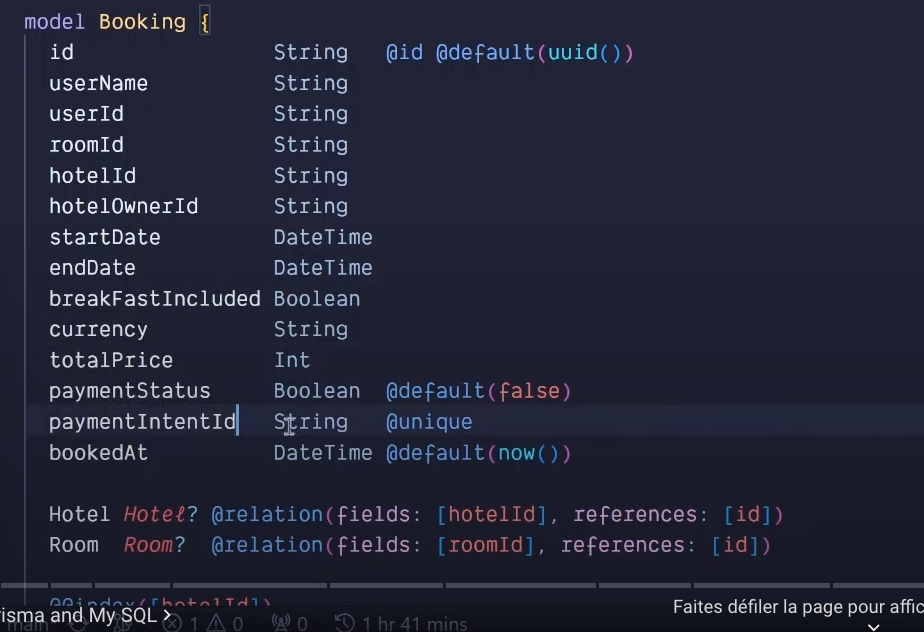 model Booking {
id String @id @default(uuid())
userName String
userId String
roomId String
hotelId String
hotelOwnerId String
startDate DateTime
endDate DateTime
breakFastIncluded Boolean
currency String
totalPrice Int
paymentStatus Boolean @default(false)
paymentIntentId String @unique
bookedAt DateTime @default(now())
Hotel Hotel? @relation(fields: [hotelId], references: [id])
Room Room? @relation(fields: [roomId], references: [id])
@@index([hotelId])
isma and My SQL >
Faites défiler la page pour affic
main 1 0 0 1 hr 41 mins